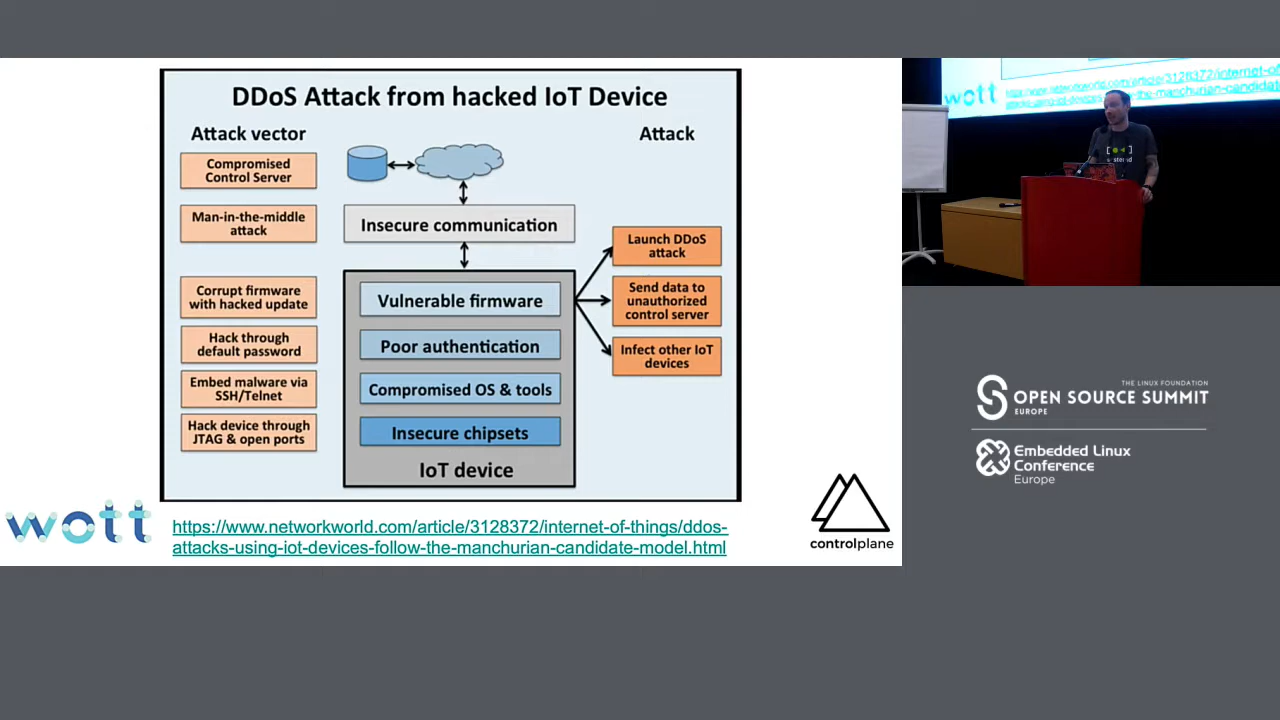 DDoS Attack from hacked IoT Device
Attack vector
Attack
Compromised
Control Server
Man-in-the-middle
attack
Insecure communication
Corrupt firmware
with hacked update
Hack through
default password
Embed malware via
SSH/Telnet
Hack device through
JTAG & open ports
Vulnerable firmware
Poor authentication
Compromised OS & tools
Insecure chipsets
IoT device
Launch DDoS
attack
Send data to
unauthorized
control server
Infect other IoT
devices
wott
https://www.networkworld.com/article/3128372/internet-of-things/ddos-
attacks-using-iot-devices-follow-the-manchurian-candidate-model.html
controlplane
wott
THE LINUX FOUNDATION
OPEN SOURCE SUMMIT
EUROPE
Embedded Linux
Conference
Europe